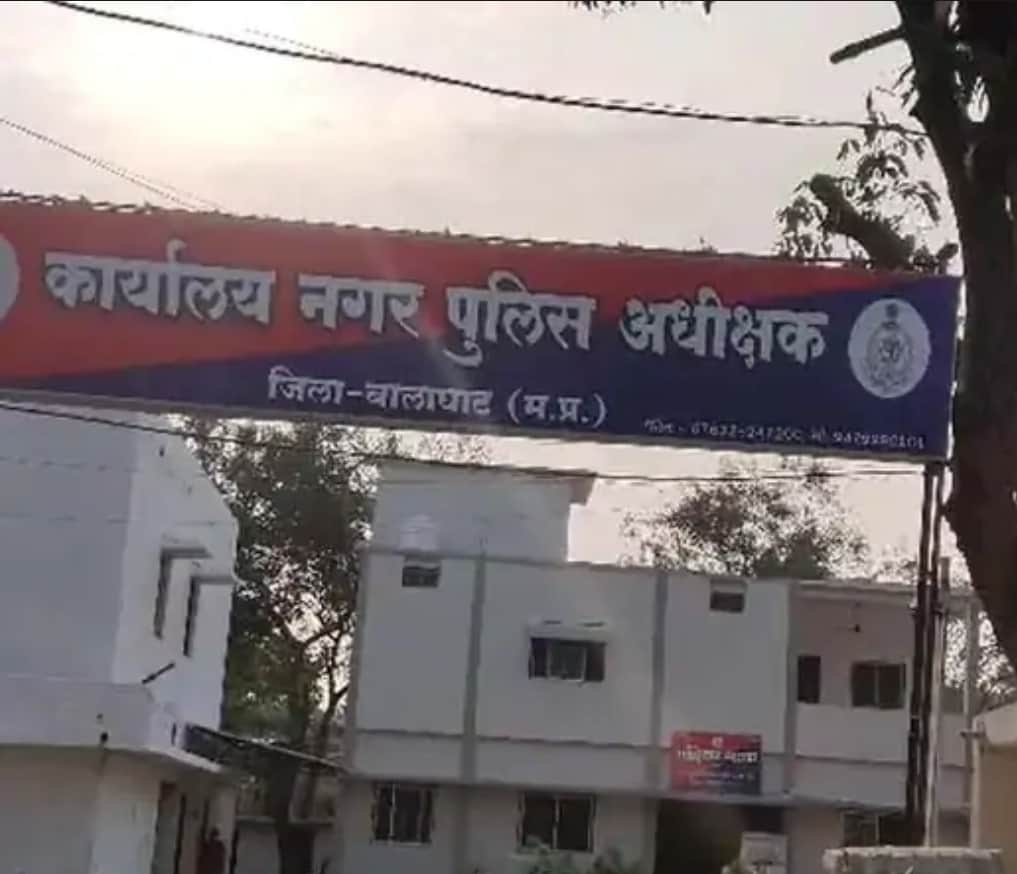 कार्यालय नगर पुलिस अधीक्षक
जिला-बालाघाट (म.प्र.)